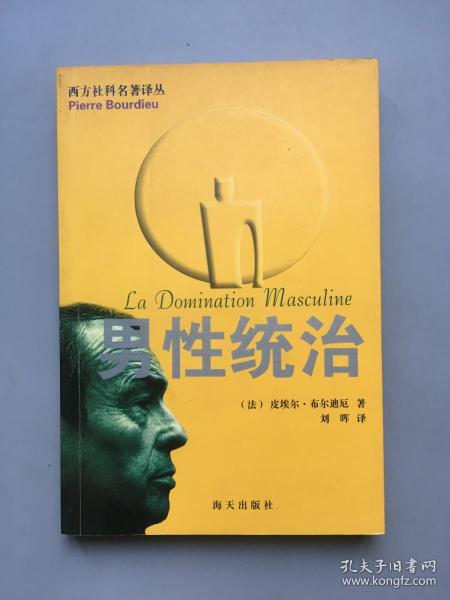 西方社科名著译丛
Pierre Bourdieu
La Domination Masculine
男性统治
（法）皮埃尔·布尔迪厄 著
刘 晖 译
海天出版社
孔夫子旧书网
www.kongfz.com